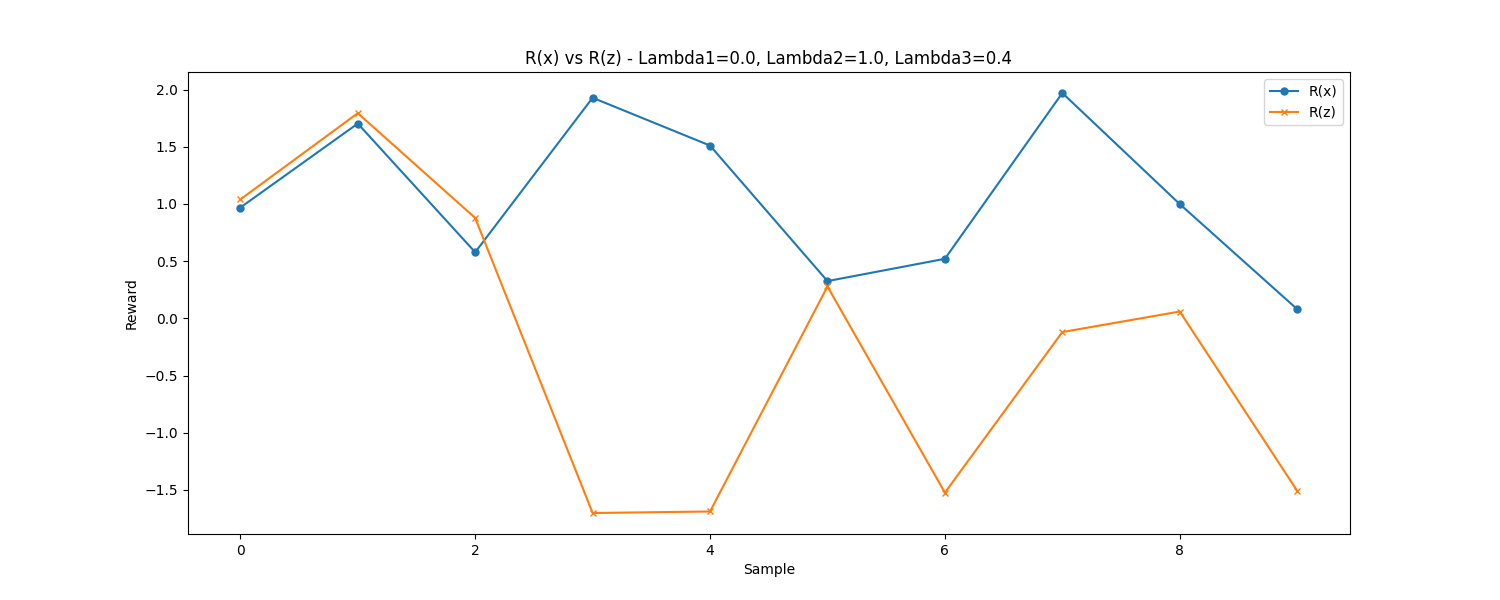 R(x) vs R(z) - Lambda1=0.0, Lambda2=1.0, Lambda3=0.4
R(x)
R(z)
2.0
1.5
1.0
0.5
0.0
−0.5
−1.0
−1.5
Reward
0 2 4 6 8
Sample